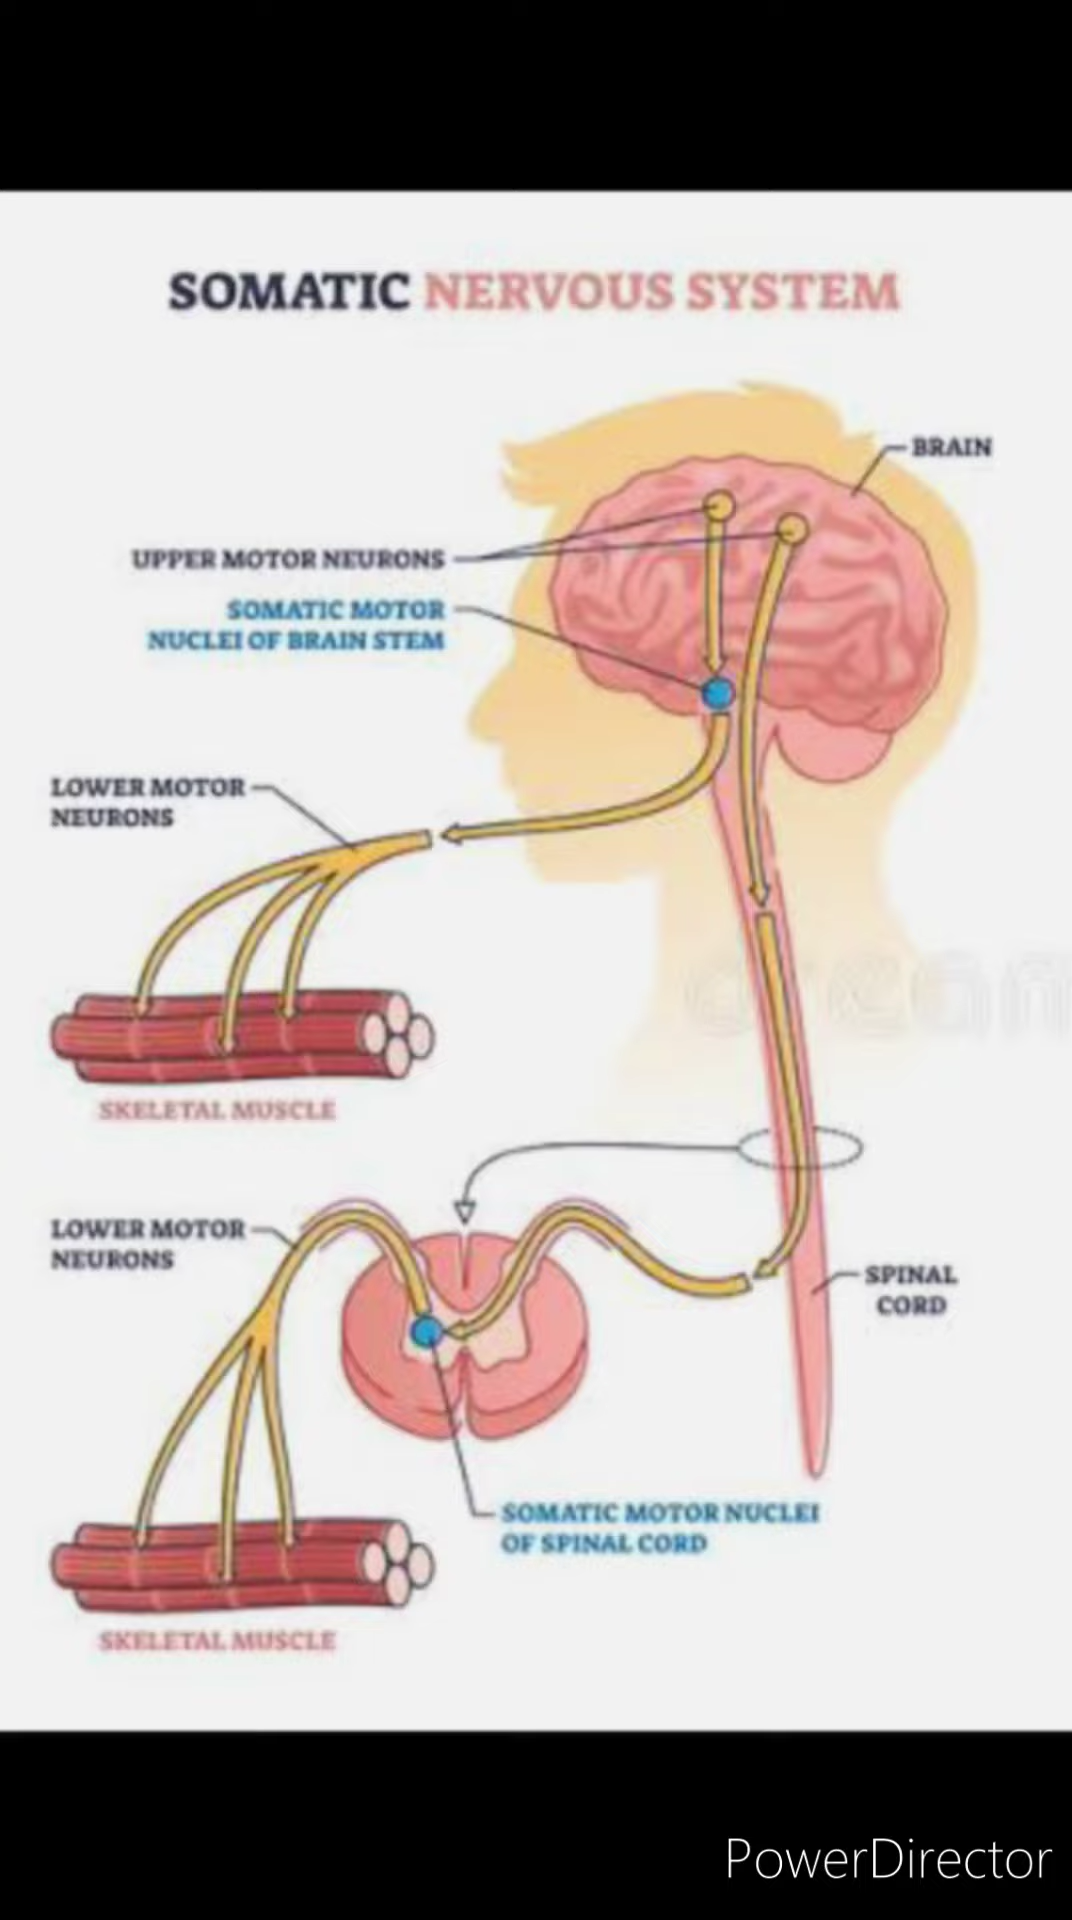 SOMATIC NERVOUS SYSTEM
BRAIN
UPPER MOTOR NEURONS
SOMATIC MOTOR
NUCLEI OF BRAIN STEM
LOWER MOTOR
NEURONS
SKELETAL MUSCLE
LOWER MOTOR
NEURONS
SPINAL
CORD
SOMATIC MOTOR NUCLEI
OF SPINAL CORD
SKELETAL MUSCLE
PowerDirector